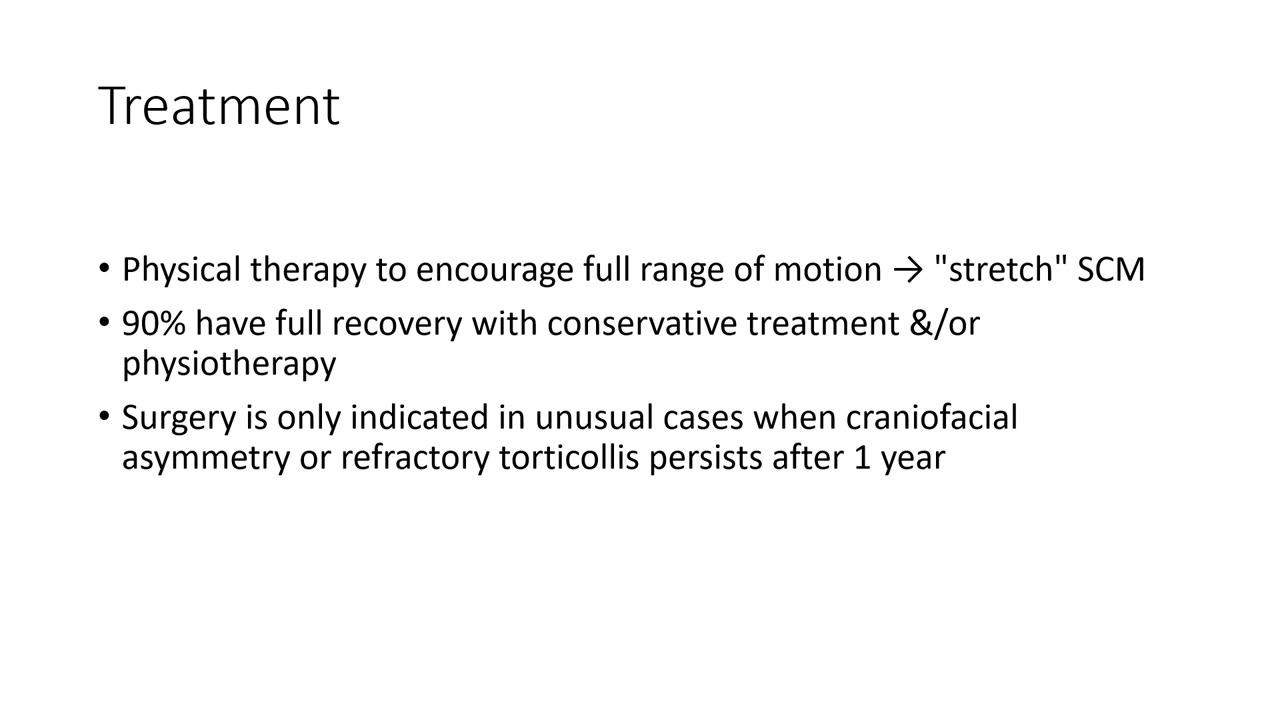 Treatment
• Physical therapy to encourage full range of motion → "stretch" SCM
• 90% have full recovery with conservative treatment &/or
physiotherapy
• Surgery is only indicated in unusual cases when craniofacial
asymmetry or refractory torticollis persists after 1 year